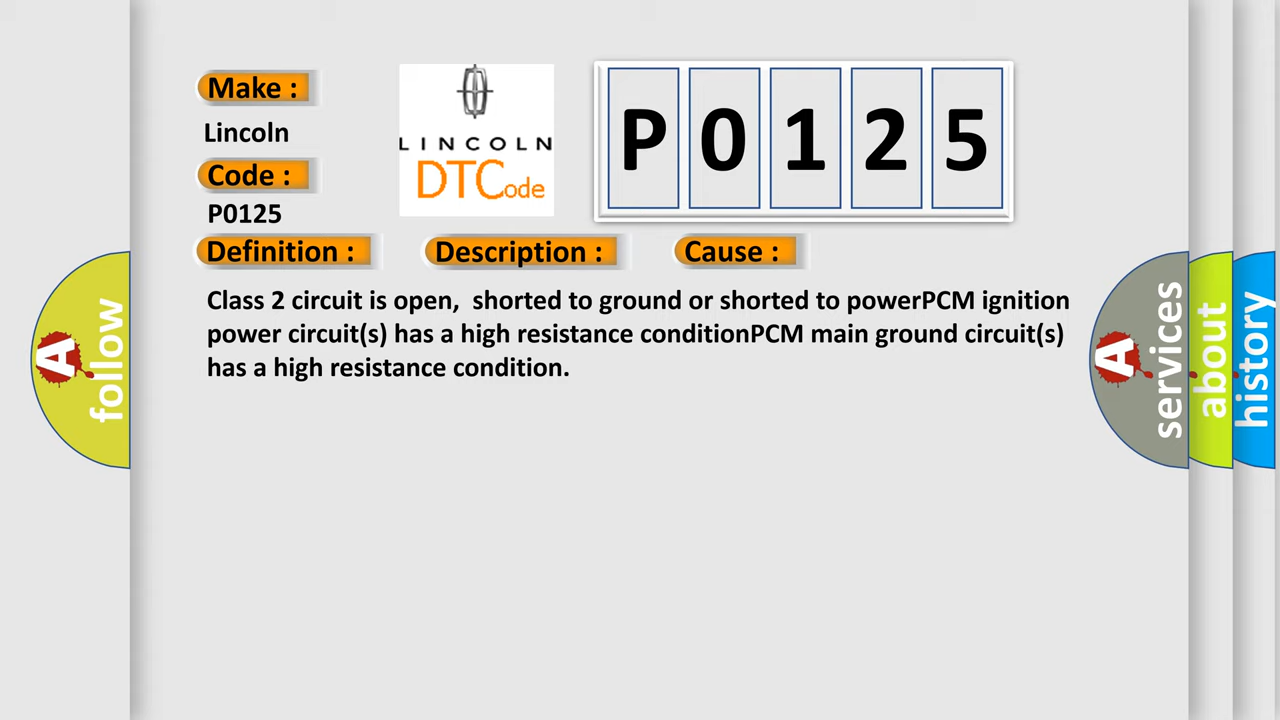 Make :
Lincoln
Code :
P0125
LINCOLN
DTCode
P0125
Definition :
Description :
Cause :
Class 2 circuit is open, shorted to ground or shorted to powerPCM ignition
power circuit(s) has a high resistance conditionPCM main ground circuit(s)
has a high resistance condition.
A follow
A services
about
history